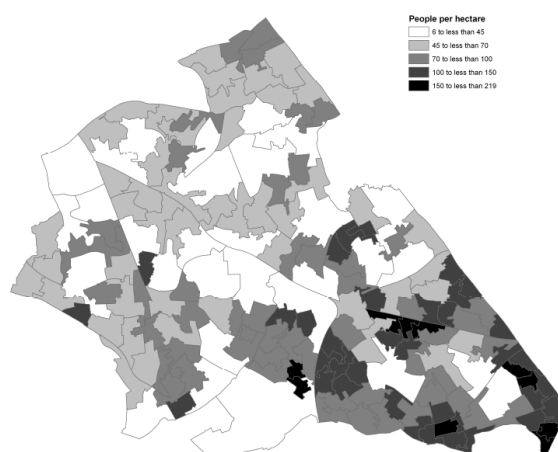 People per hectare
6 to less than 45
45 to less than 70
70 to less than 100
100 to less than 150
150 to less than 219